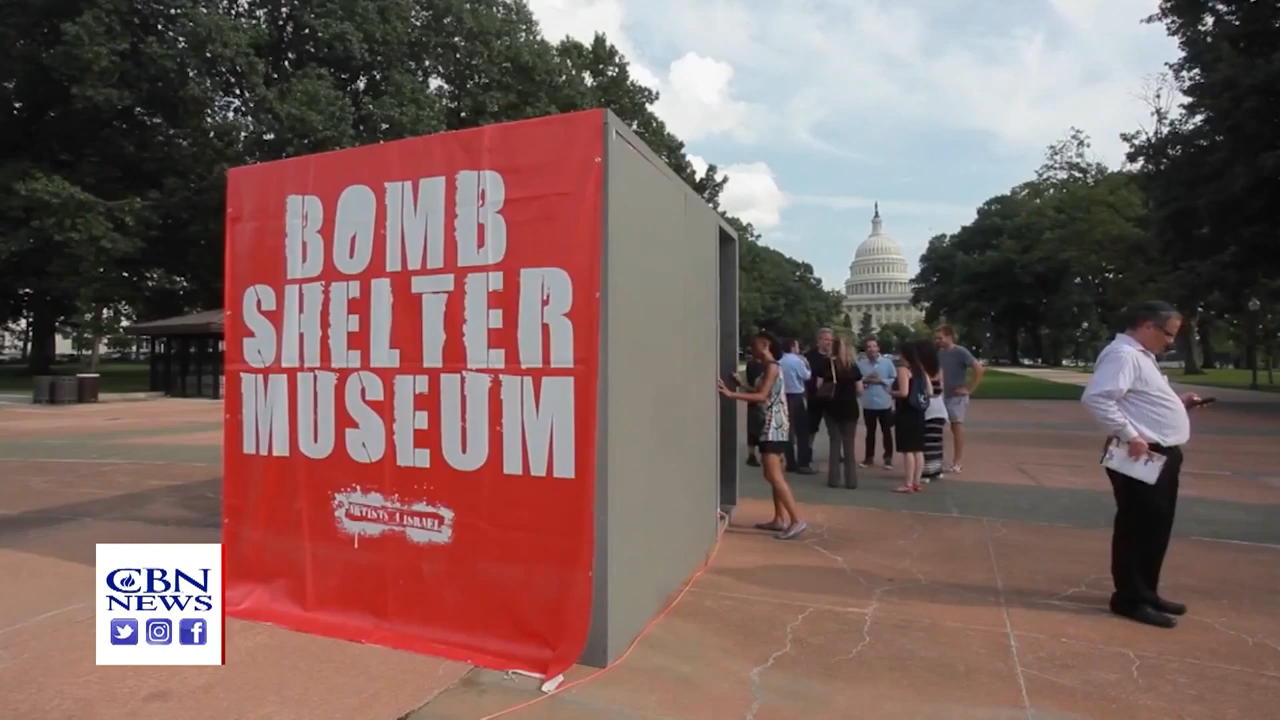 BOMB
SHELTER
MUSEUM
ARTISTS 4 ISRAEL
CBN
NEWS